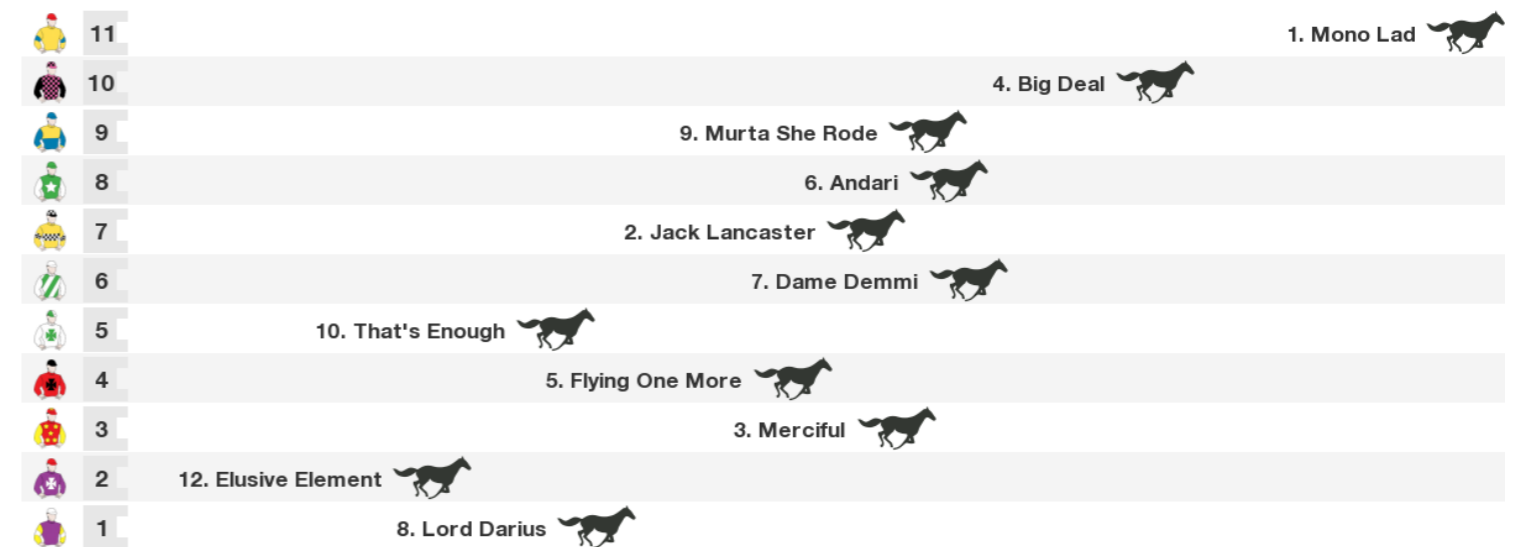 11 1. Mono Lad
10 4. Big Deal
9 9. Murta She Rode
8 6. Andari
7 2. Jack Lancaster
6 7. Dame Demmi
5 10. That's Enough
4 5. Flying One More
3 3. Merciful
2 12. Elusive Element
1 8. Lord Darius